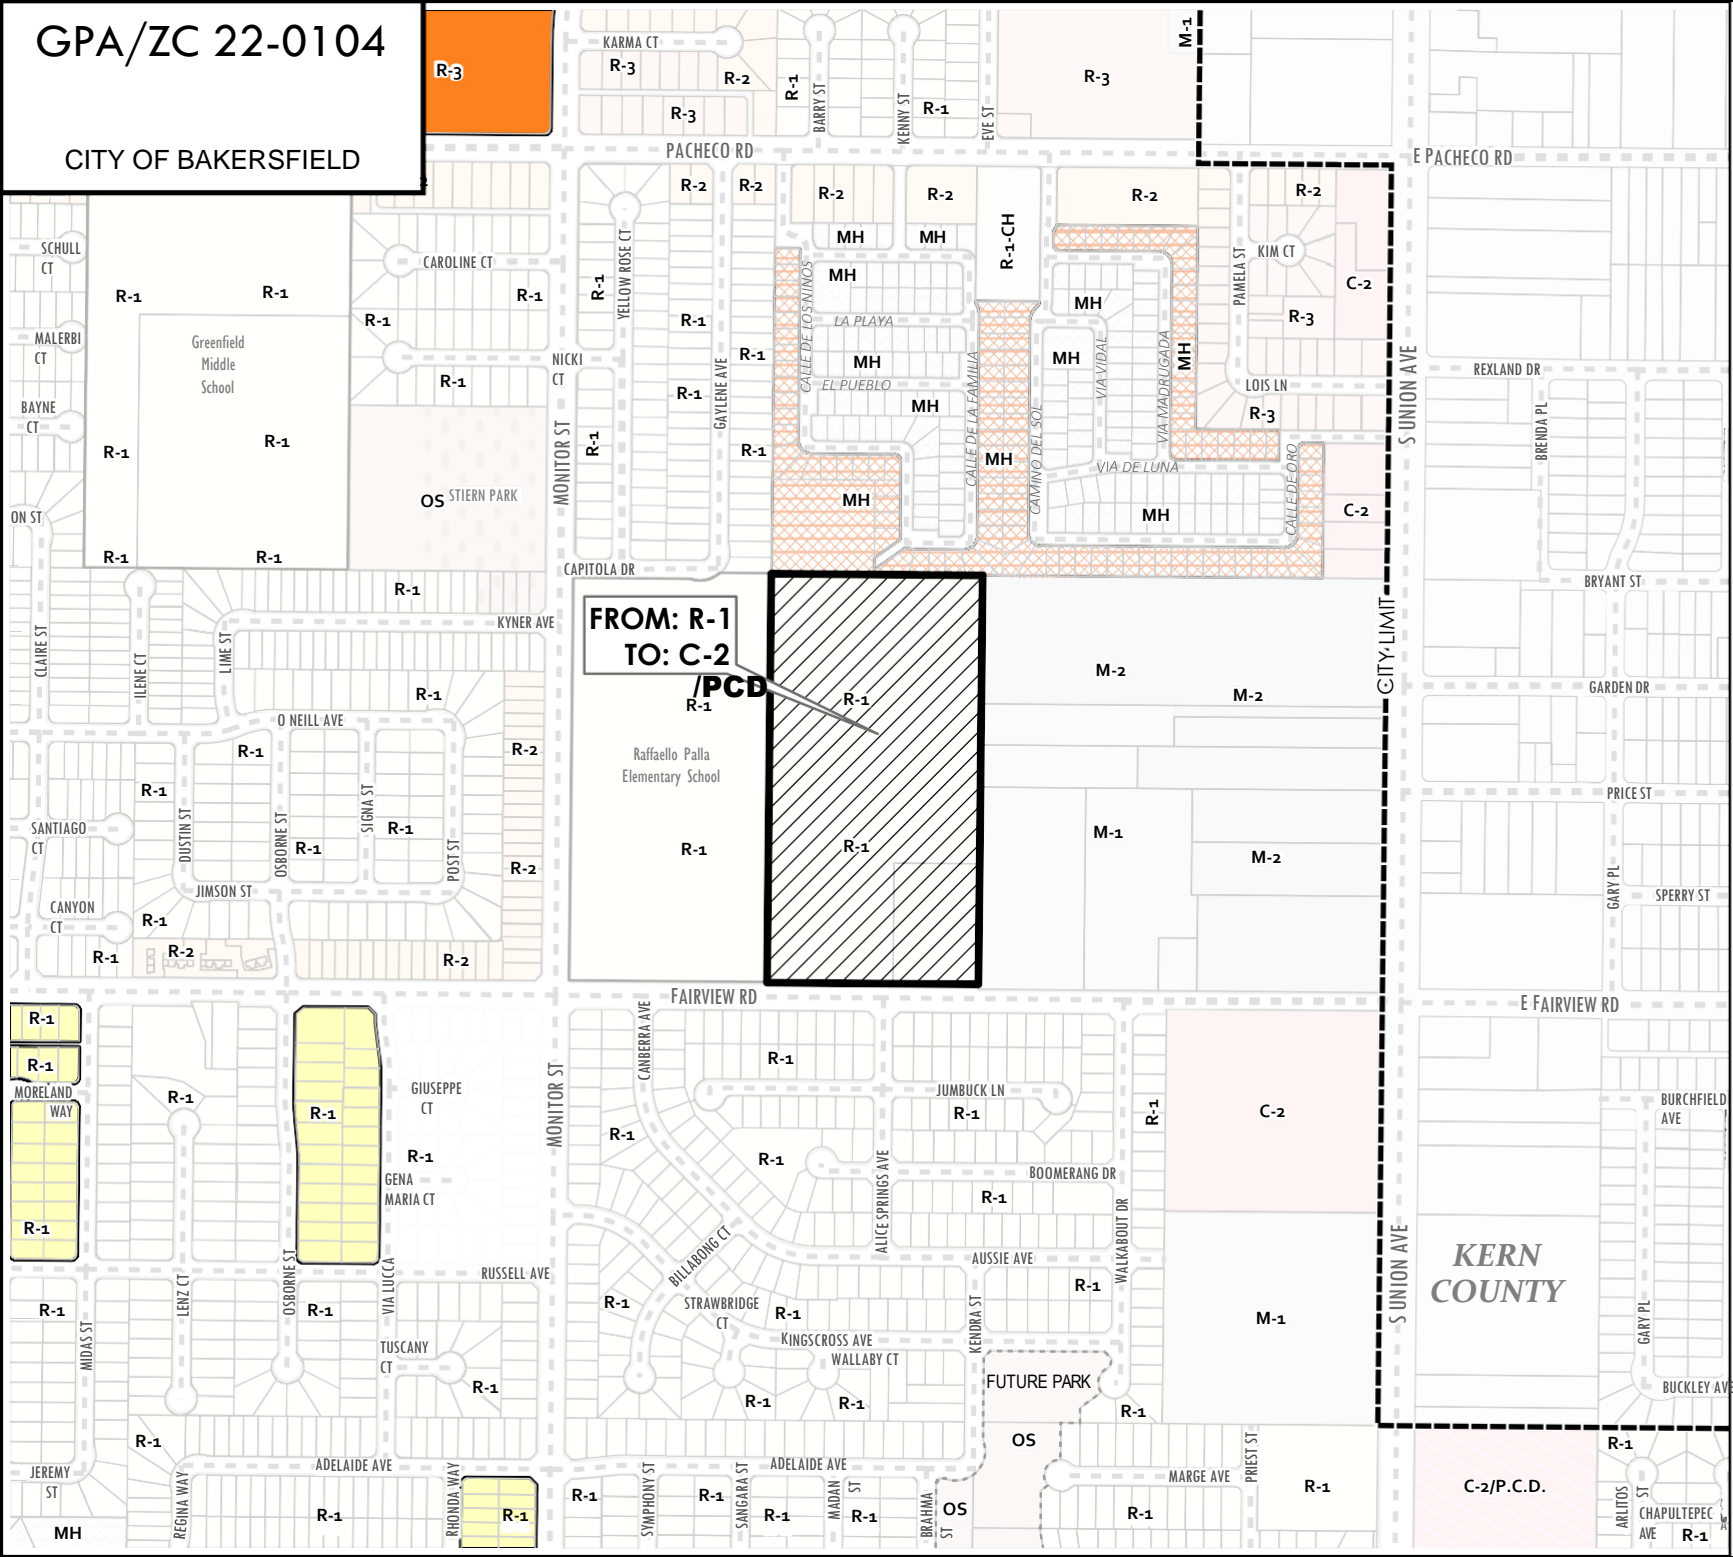 GPA/ZC 22-0104
CITY OF BAKERSFIELD
R-3
KARMA CT
R-3
R-2
R-3
R-1
BARRY ST
KENNY ST
R-1
EVE ST
R-3
M-1
PACHECO RD
E PACHECO RD
2
R-2
R-2
R-2
R-2
R-2
R-2
SCHULL
CT
CAROLINE CT
R-1
R-1
R-1
R-1
YELLOW ROSE CT
MH
MH
MH
R-1-CH
PAMELA ST
KIM CT
C-2
MALERBI
CT
Greenfield
Middle
School
R-1
NICKI
CT
R-1
R-1
R-1
GAYLENE AVE
CALLE DE LOS NINOS
LA PLAYA
MH
EL PUEBLO
MH
CALLE DE LA FAMILIA
MH
MH
VIA VIDAL
VIA MADRUGADA
MH
R-3
LOIS LN
R-3
S UNION AVE
REXLAND DR
BRENDA PL
BAYNE
CT
R-1
R-1
R-1
MONITOR ST
R-1
R-1
OS
STIERN PARK
MH
MH
CAMINO DEL SOL
VIA DE LUNA
MH
CALLE DE ORO
C-2
ON ST
R-1
R-1
CAPITOLA DR
BRYANT ST
R-1
KYNER AVE
CLAIRE ST
ILENE CT
LIME ST
FROM: R-1
TO: C-2
/PCD
R-1
R-1
R-1
M-2
M-2
CITY LIMIT
GARDEN DR
O NEILL AVE
R-1
R-2
Raffaello Palla
Elementary School
R-1
PRICE ST
SANTIAGO
CT
DUSTIN ST
OSBORNE ST
SIGNA ST
R-1
R-1
POST ST
R-2
R-1
R-1
M-1
M-2
GARY PL
SPERRY ST
JIMSON ST
CANYON
CT
R-1
R-1
R-2
R-2
FAIRVIEW RD
E FAIRVIEW RD
R-1
R-1
MORELAND
WAY
R-1
R-1
R-1
GIUSEPPE
CT
R-1
GENA
MARIA CT
MONITOR ST
CANBERRA AVE
R-1
JUMBUCK LN
R-1
R-1
R-1
R-1
C-2
BURCHFIELD
AVE
ALICE SPRINGS AVE
BOOMERANG DR
R-1
WALKABOUT DR
BILLABONG CT
AUSSIE AVE
RUSSELL AVE
S UNION AVE
KERN
COUNTY
R-1
MIDAS ST
LENZ CT
OSBORNE ST
R-1
VIA LUCCA
R-1
STRAWBRIDGE
CT
R-1
KENDRA ST
R-1
M-1
GARY PL
TUSCANY
CT
KINGSCROSS AVE
WALLABY CT
R-1
R-1
R-1
FUTURE PARK
BUCKLEY AV
R-1
R-1
OS
R-1
JEREMY
ST
REGINA WAY
ADELAIDE AVE
RHONDA WAY
ADELAIDE AVE
MARGE AVE
PRIEST ST
C-2/P.C.D.
MH
R-1
R-1
R-1
SYMPHONY ST
R-1
SANGARA ST
R-1
MADAN
ST
R-1
BRAHMA
ST
OS
R-1
R-1
ARLITOS
ST
CHAPULTEPEC
AVE
R-1